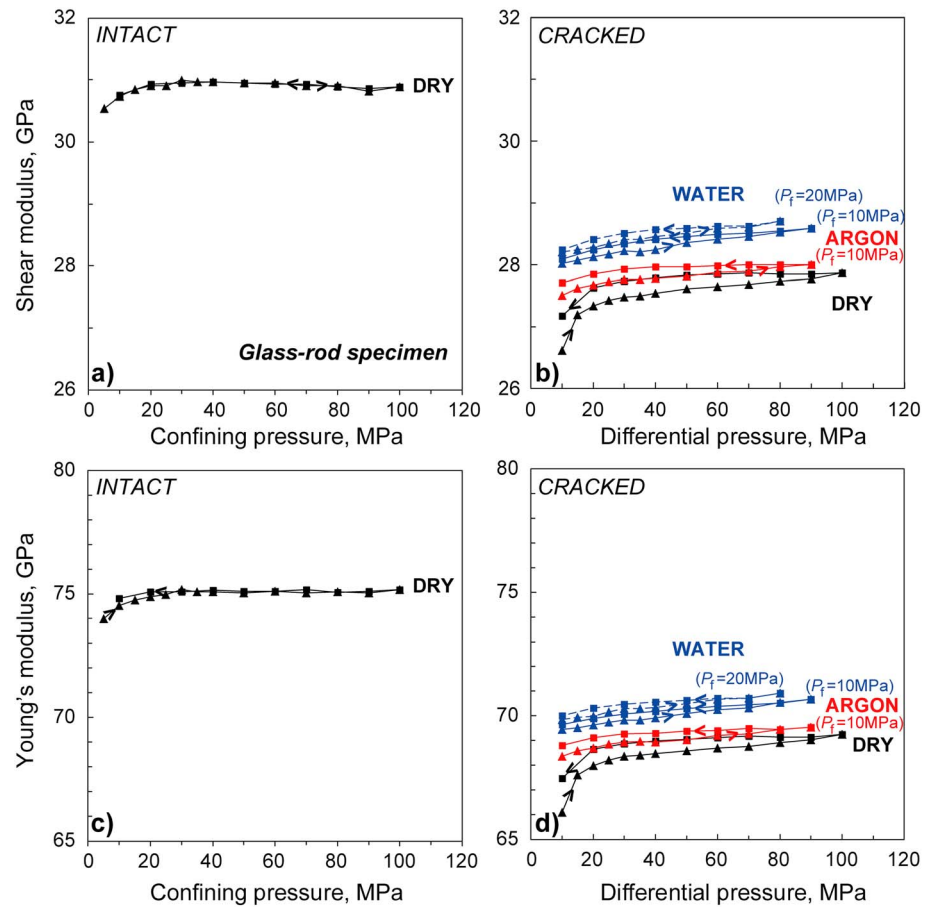 32
INTACT
DRY
30
28
26
Shear modulus, GPa
Glass-rod specimen
a)
0 20 40 60 80 100 120
Confining pressure, MPa
32
CRACKED
30
WATER
(Pf=20MPa)
(Pf=10MPa)
ARGON
(Pf=10MPa)
28
DRY
26
b)
0 20 40 60 80 100 120
Differential pressure, MPa
80
INTACT
75
DRY
70
65
Young's modulus, GPa
c)
0 20 40 60 80 100 120
Confining pressure, MPa
80
CRACKED
75
WATER
(Pf=20MPa)
(Pf=10MPa)
ARGON
(Pf=10MPa)
70
DRY
65
d)
0 20 40 60 80 100 120
Differential pressure, MPa